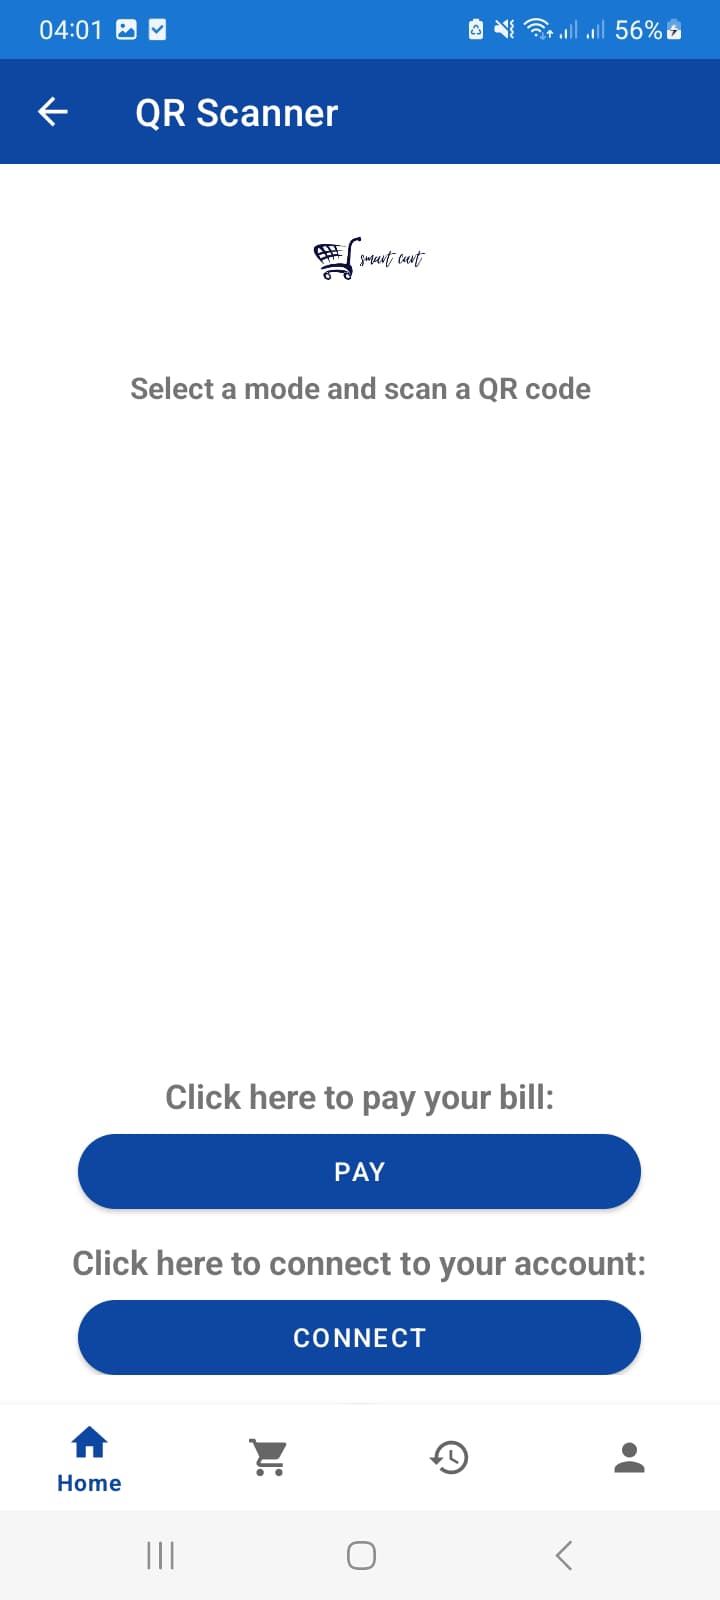 04:01
56%
QR Scanner
smart cart
Select a mode and scan a QR code
Click here to pay your bill:
PAY
Click here to connect to your account:
CONNECT
Home